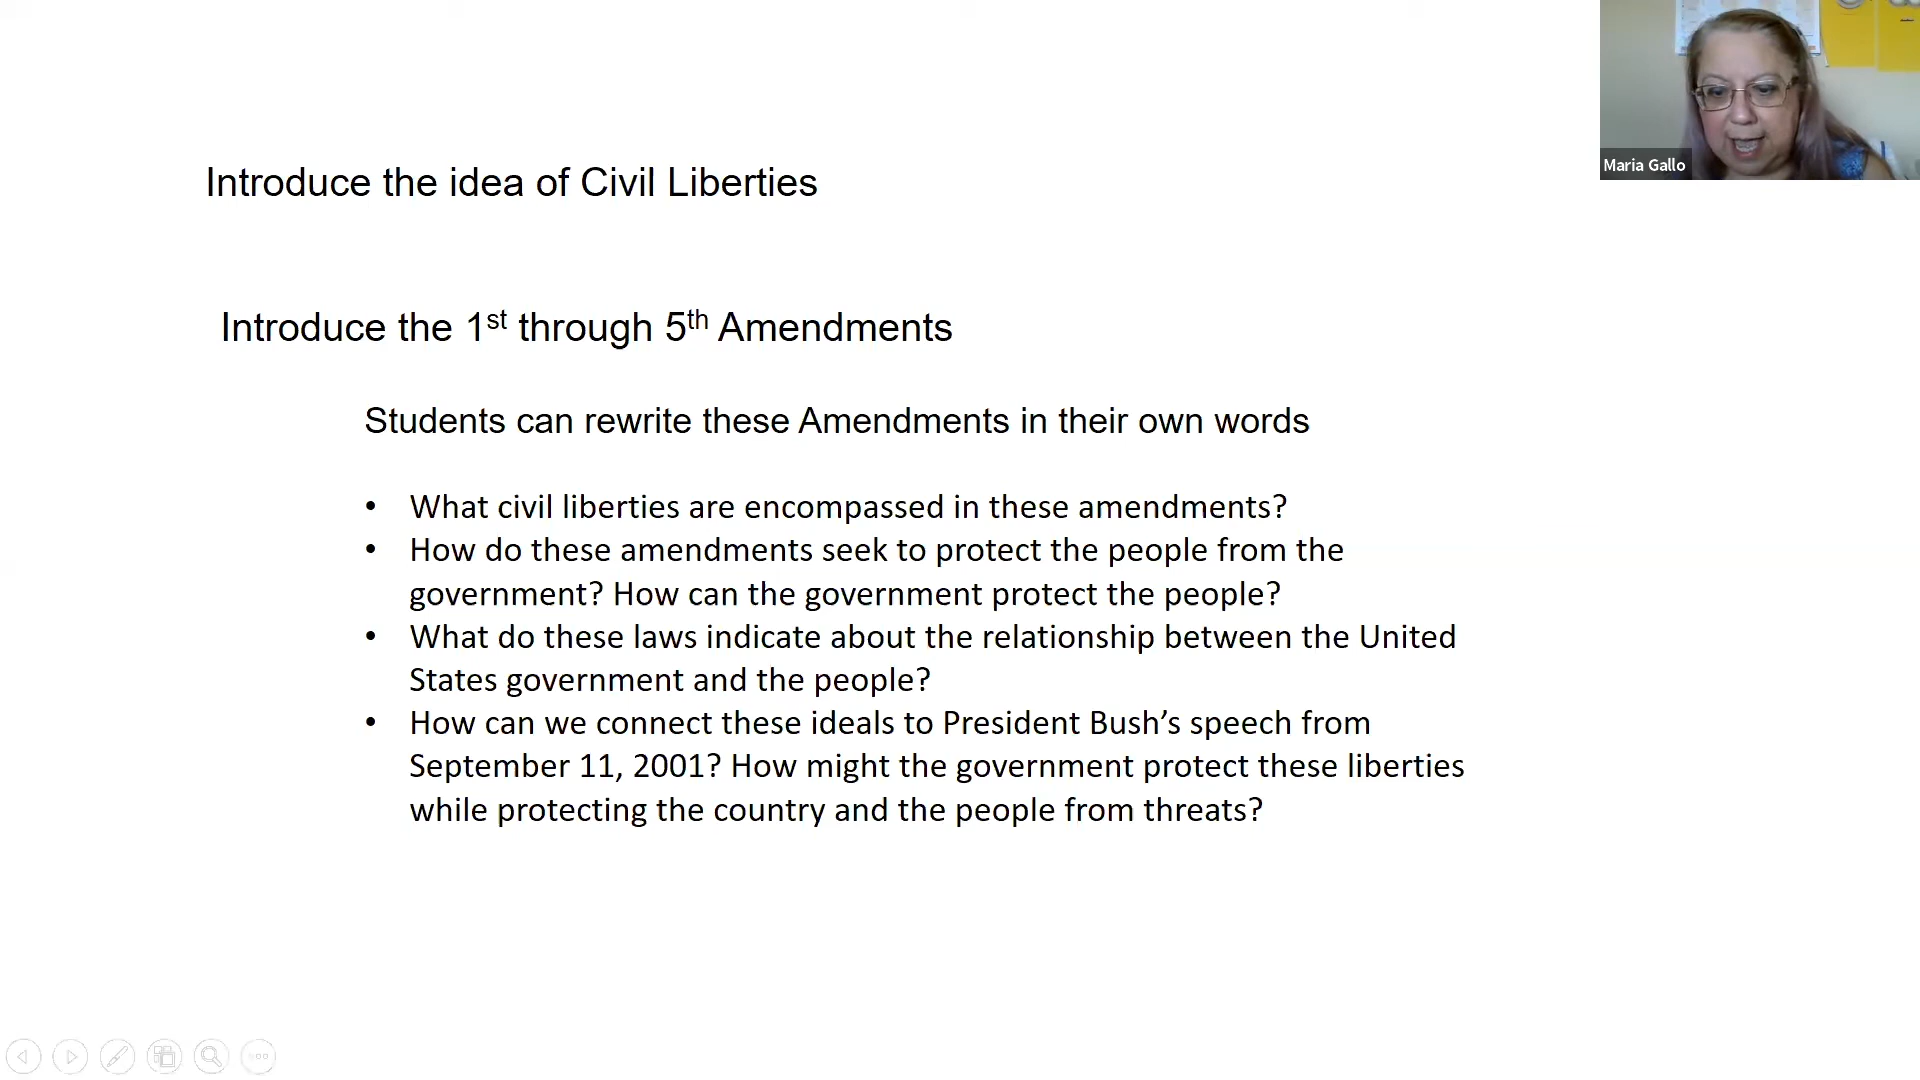 Introduce the idea of Civil Liberties
Maria Gallo
Introduce the 1st through 5th Amendments
Students can rewrite these Amendments in their own words
• What civil liberties are encompassed in these amendments?
• How do these amendments seek to protect the people from the
government? How can the government protect the people?
• What do these laws indicate about the relationship between the United
States government and the people?
• How can we connect these ideals to President Bush’s speech from
September 11, 2001? How might the government protect these liberties
while protecting the country and the people from threats?